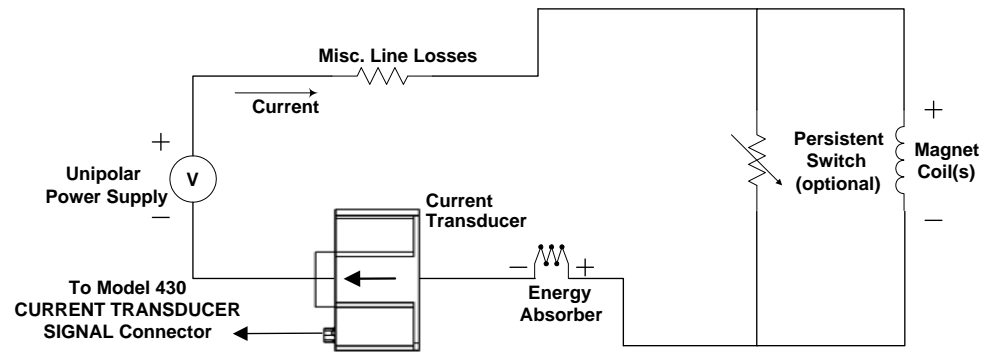 Misc. Line Losses
Current
+
Unipolar
Power Supply
V
—
Persistent
Switch
(optional)
+
Magnet
Coil(s)
—
Current
Transducer
— +
Energy
Absorber
To Model 430
CURRENT TRANSDUCER
SIGNAL Connector